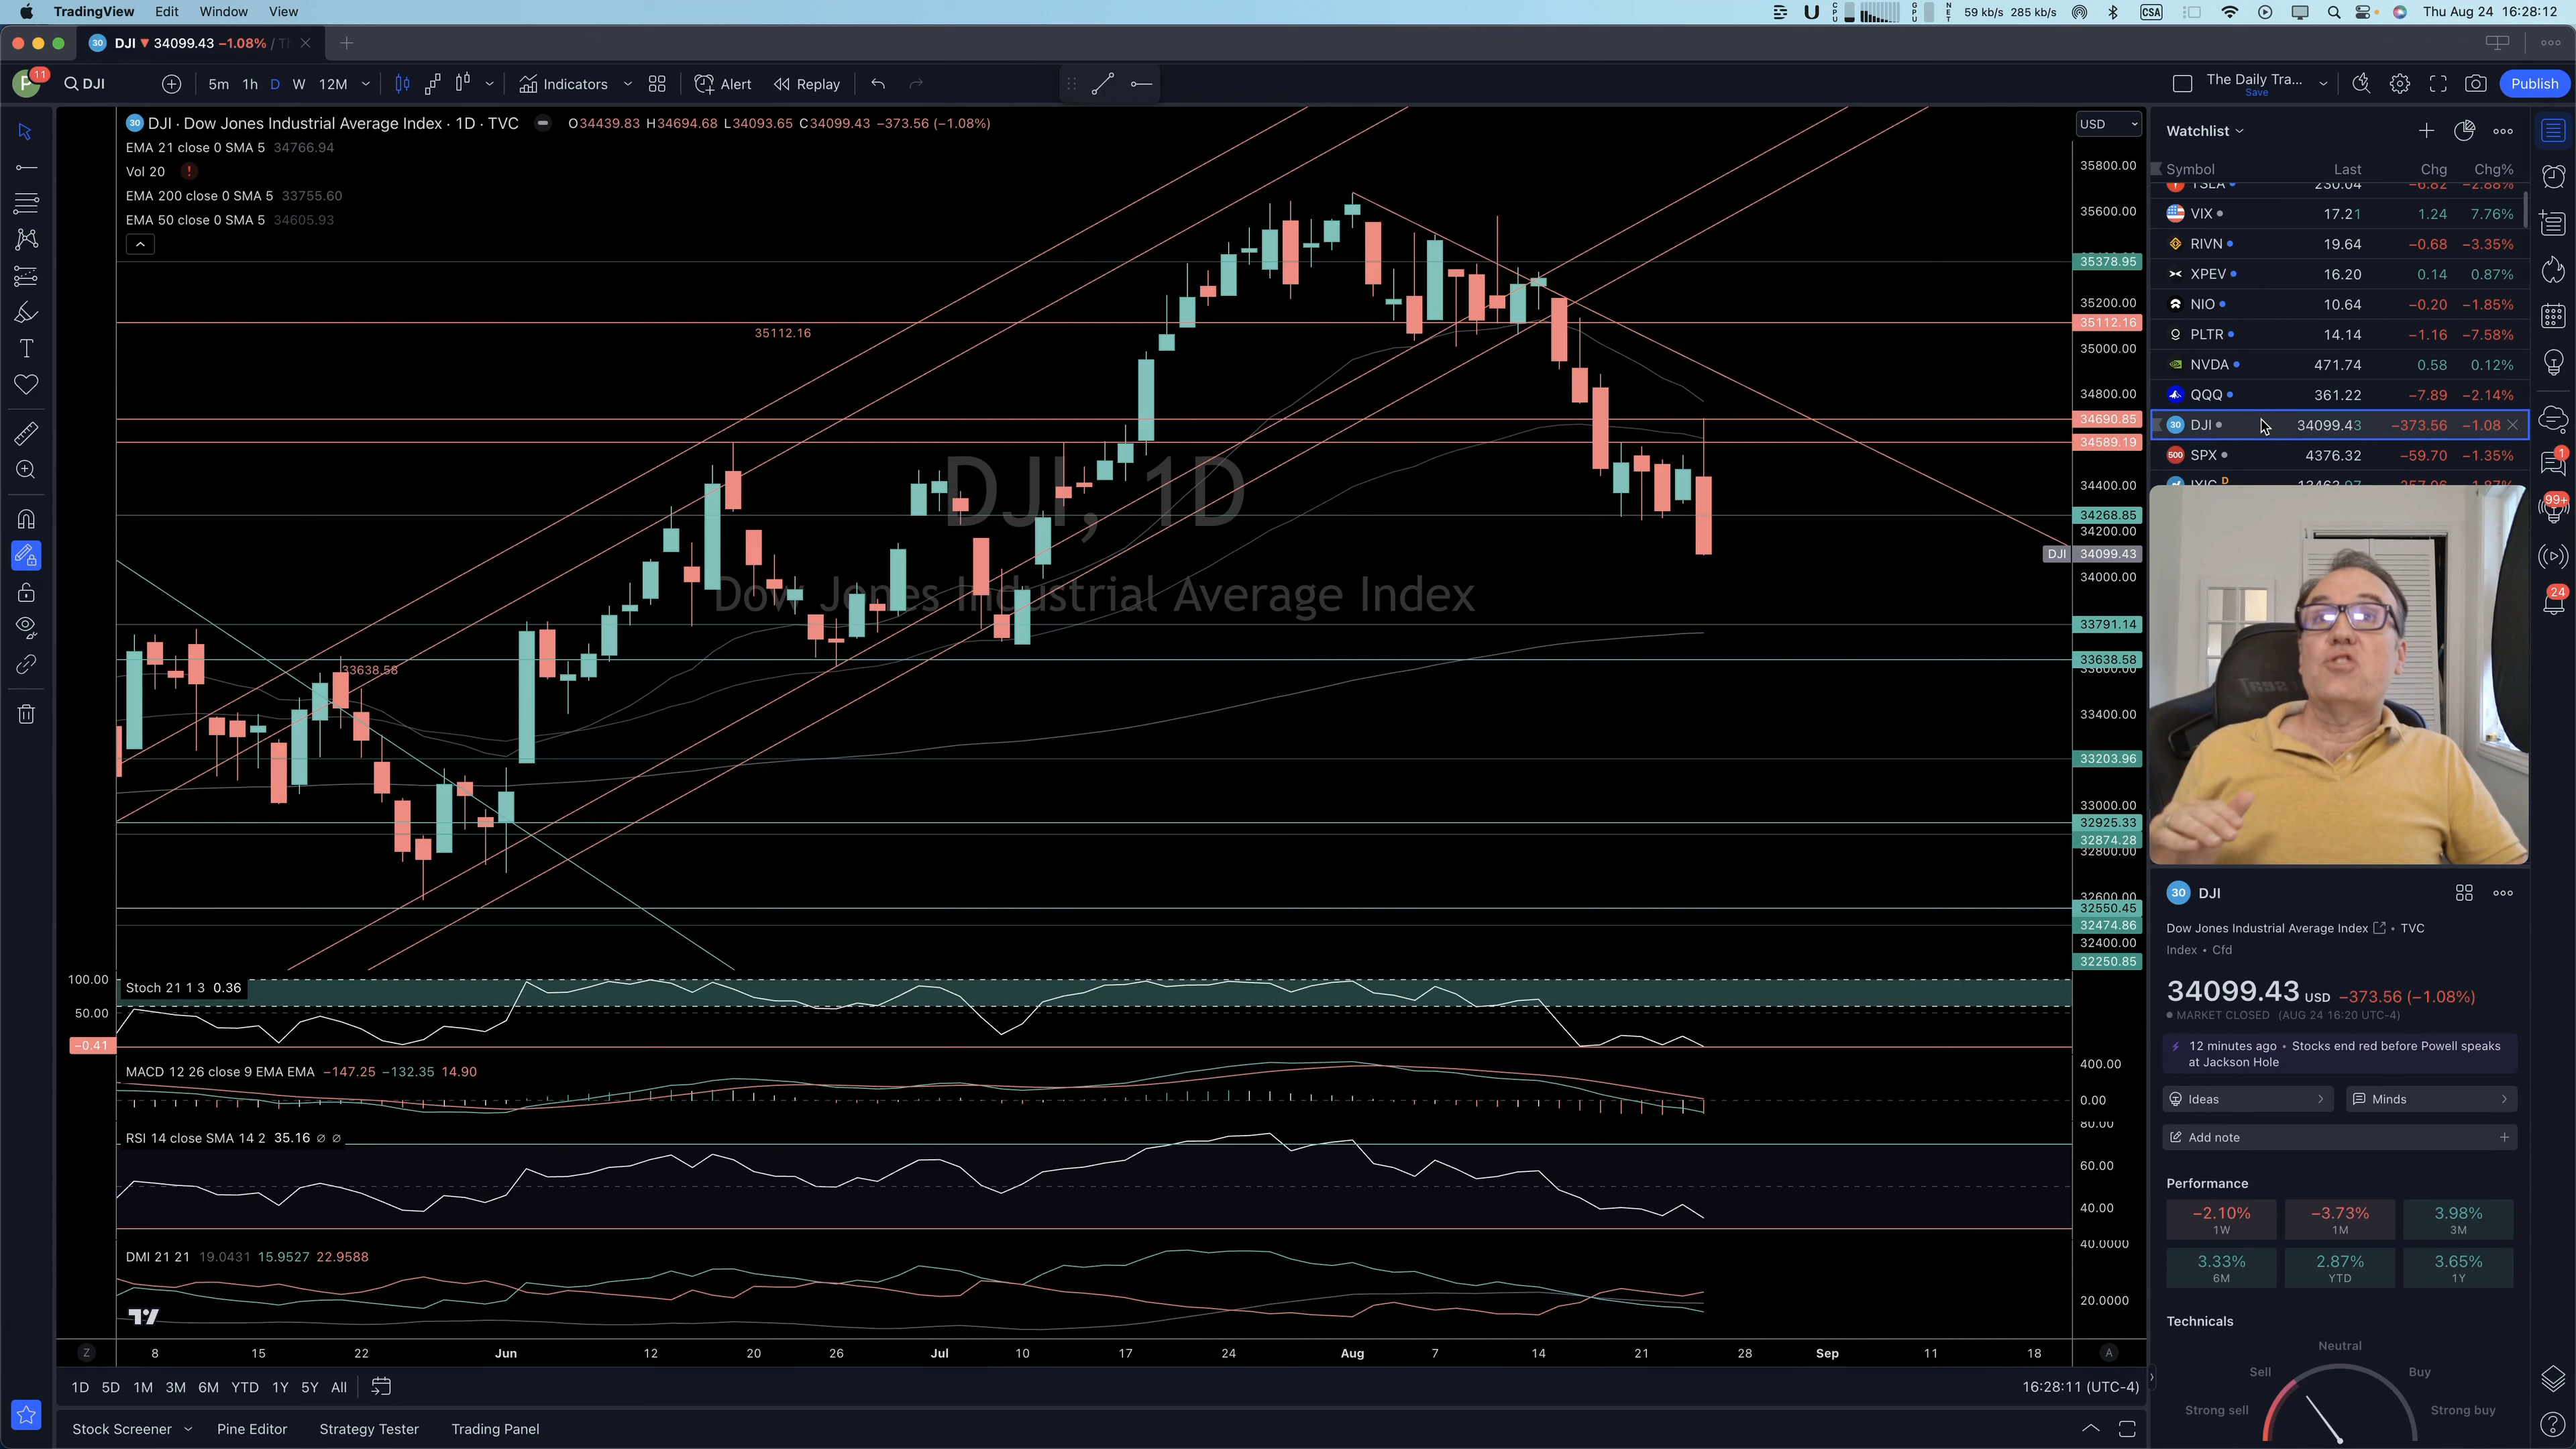 TradingView Edit Window View
59 kb/s 285 kb/s CSA Thu Aug 24 16:28:12
30 DJI ▼ 34099.43 −1.08% / T
P 11 DJI 5m 1h D W 12M Indicators Alert Replay The Daily Tra... Save Publish
30 DJI · Dow Jones Industrial Average Index · 1D · TVC O34439.83 H34694.68 L34093.65 C34099.43 −373.56 (−1.08%)
EMA 21 close 0 SMA 5 34766.94
Vol 20 !
EMA 200 close 0 SMA 5 33755.60
EMA 50 close 0 SMA 5 34605.93
USD
35800.00
35600.00
35378.95
35200.00
35112.16
35112.16
35000.00
34800.00
34690.85
34589.19
34400.00
34268.85
34200.00
DJI 34099.43
34000.00
33791.14
33638.58
33638.58
33600.00
33400.00
33203.96
33000.00
32925.33
32874.28
32800.00
32600.00
32550.45
32474.86
32400.00
32250.85
DJI, 1D
Dow Jones Industrial Average Index
100.00
Stoch 21 1 3 0.36
50.00
−0.41
MACD 12 26 close 9 EMA EMA −147.25 −132.35 14.90
400.00
0.00
RSI 14 close SMA 14 2 35.16 ∅ ∅
80.00
60.00
40.00
DMI 21 21 19.0431 15.9527 22.9588
40.0000
20.0000
Z 8 15 22 Jun 12 20 26 Jul 10 17 24 Aug 7 14 21 28 Sep 11 18 A
1D 5D 1M 3M 6M YTD 1Y 5Y All 16:28:11 (UTC-4)
Stock Screener Pine Editor Strategy Tester Trading Panel
Watchlist
Symbol Last Chg Chg%
TSLA 230.04 −6.82 −2.88%
VIX 17.21 1.24 7.76%
RIVN 19.64 −0.68 −3.35%
XPEV 16.20 0.14 0.87%
NIO 10.64 −0.20 −1.85%
PLTR 14.14 −1.16 −7.58%
NVDA 471.74 0.58 0.12%
QQQ 361.22 −7.89 −2.14%
30 DJI 34099.43 −373.56 −1.08
500 SPX 4376.32 −59.70 −1.35%
IXIC D 13463.97 −257.06 −1.87%
1
99+
24
30 DJI
Dow Jones Industrial Average Index • TVC
Index • Cfd
34099.43 USD −373.56 (−1.08%)
MARKET CLOSED (AUG 24 16:20 UTC-4)
12 minutes ago • Stocks end red before Powell speaks
at Jackson Hole
Ideas Minds
Add note
Performance
−2.10% −3.73% 3.98%
1W 1M 3M
3.33% 2.87% 3.65%
6M YTD 1Y
Technicals
Neutral
Sell Buy
Strong sell Strong buy